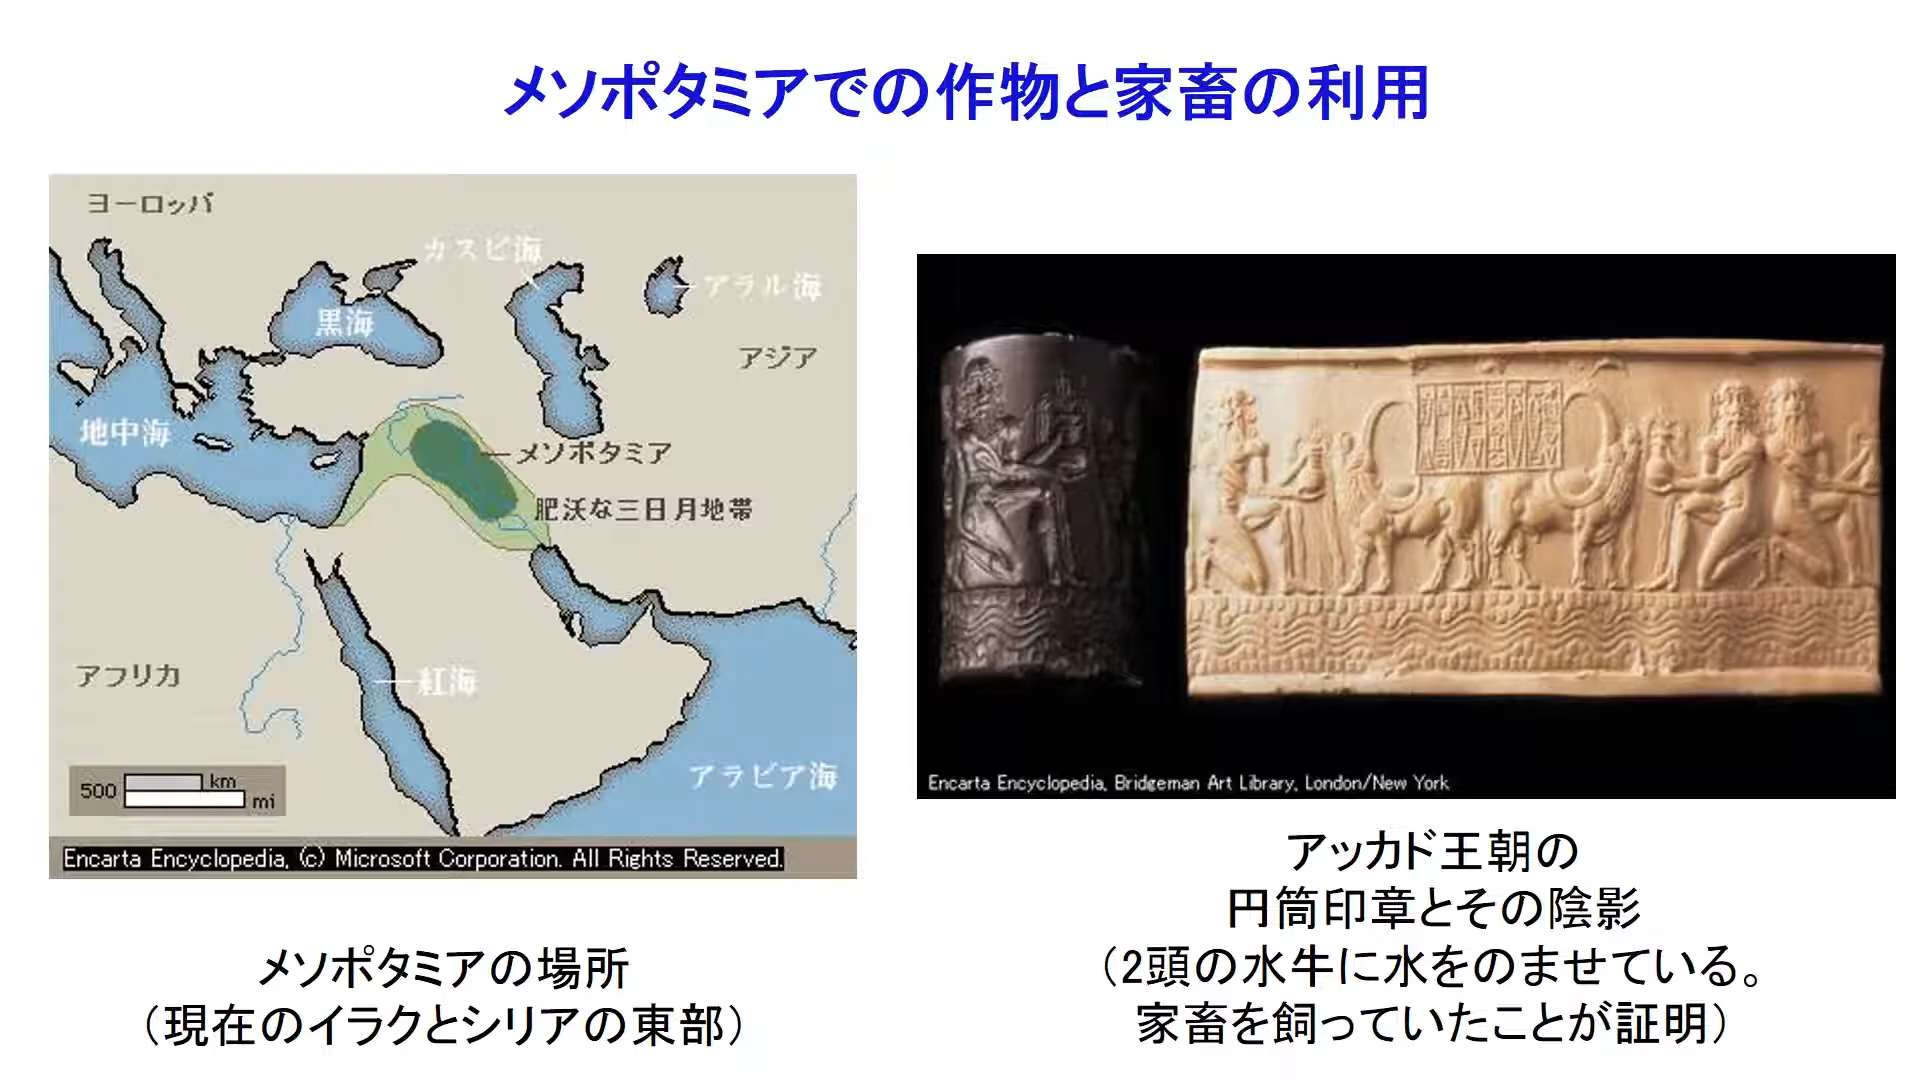 メソポタミアでの作物と家畜の利用
ヨーロッパ
カスピ海
アラル海
黒海
アジア
地中海
メソポタミア
肥沃な三日月地帯
アフリカ
紅海
アラビア海
500 km
mi
Encarta Encyclopedia, (c) Microsoft Corporation. All Rights Reserved.
メソポタミアの場所
（現在のイラクとシリアの東部）
Encarta Encyclopedia, Bridgeman Art Library, London/New York
アッカド王朝の
円筒印章とその陰影
（2頭の水牛に水をのませている。
家畜を飼っていたことが証明）